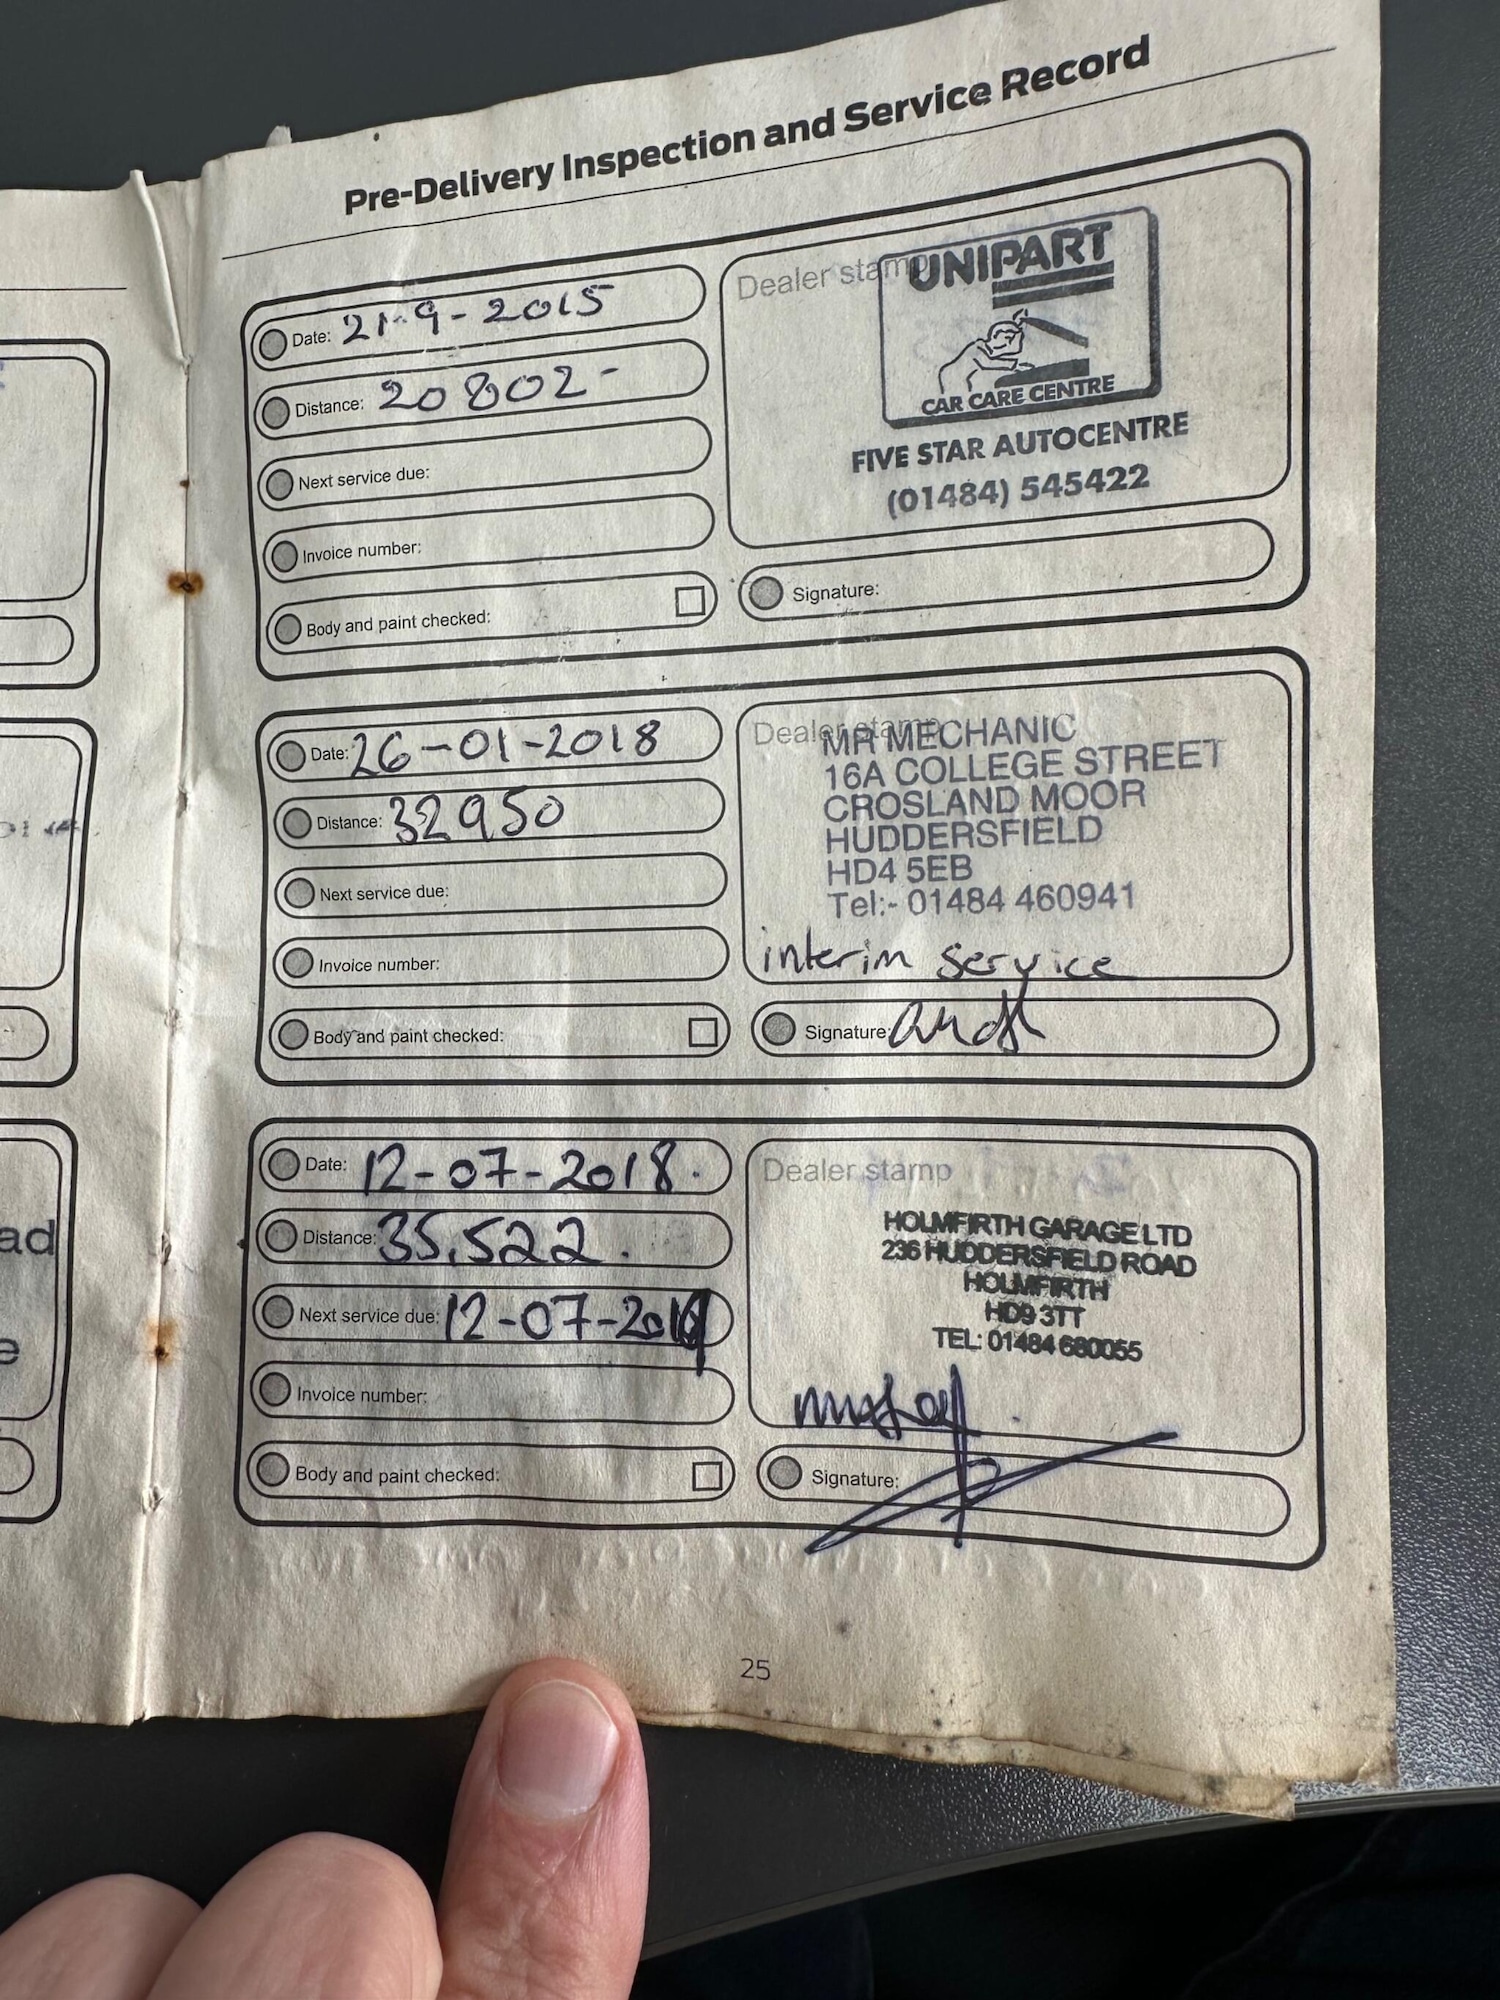 Pre-Delivery Inspection and Service Record
Date: 21-9-2015
Distance: 20802-
Next service due:
Invoice number:
Body and paint checked:
Dealer stamp
UNIPART
CAR CARE CENTRE
FIVE STAR AUTOCENTRE
(01484) 545422
Signature:
Date: 26-01-2018
Distance: 32950
Next service due:
Invoice number:
Body and paint checked:
Dealer stamp
MR MECHANIC
16A COLLEGE STREET
CROSLAND MOOR
HUDDERSFIELD
HD4 5EB
Tel:- 01484 460941
interim service
Signature:
Date: 12-07-2018.
Distance: 35,522.
Next service due: 12-07-2019
Invoice number:
Body and paint checked:
Dealer stamp
HOLMFIRTH GARAGE LTD
236 HUDDERSFIELD ROAD
HOLMFIRTH
HD9 3TT
TEL: 01484 680055
Signature:
25
ad
e